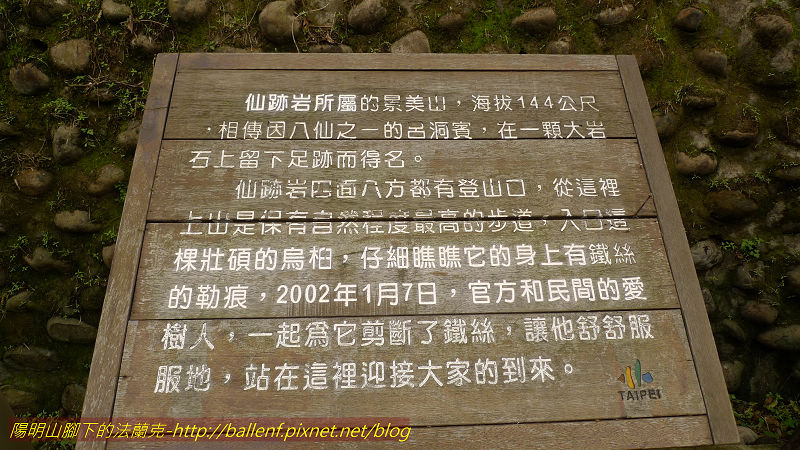 仙跡岩所屬的景美山，海拔144公尺
，相傳因八仙之一的呂洞賓，在一顆大岩
石上留下足跡而得名。
仙跡岩四面八方都有登山口，從這裡
上山是保有自然程度最高的步道，入口這
棵壯碩的烏桕，仔細瞧瞧它的身上有鐵絲
的勒痕，2002年1月7日，官方和民間的愛
樹人，一起為它剪斷了鐵絲，讓他舒舒服
服地，站在這裡迎接大家的到來。
TAIPEI
陽明山腳下的法蘭克-http://ballenf.pixnet.net/blog